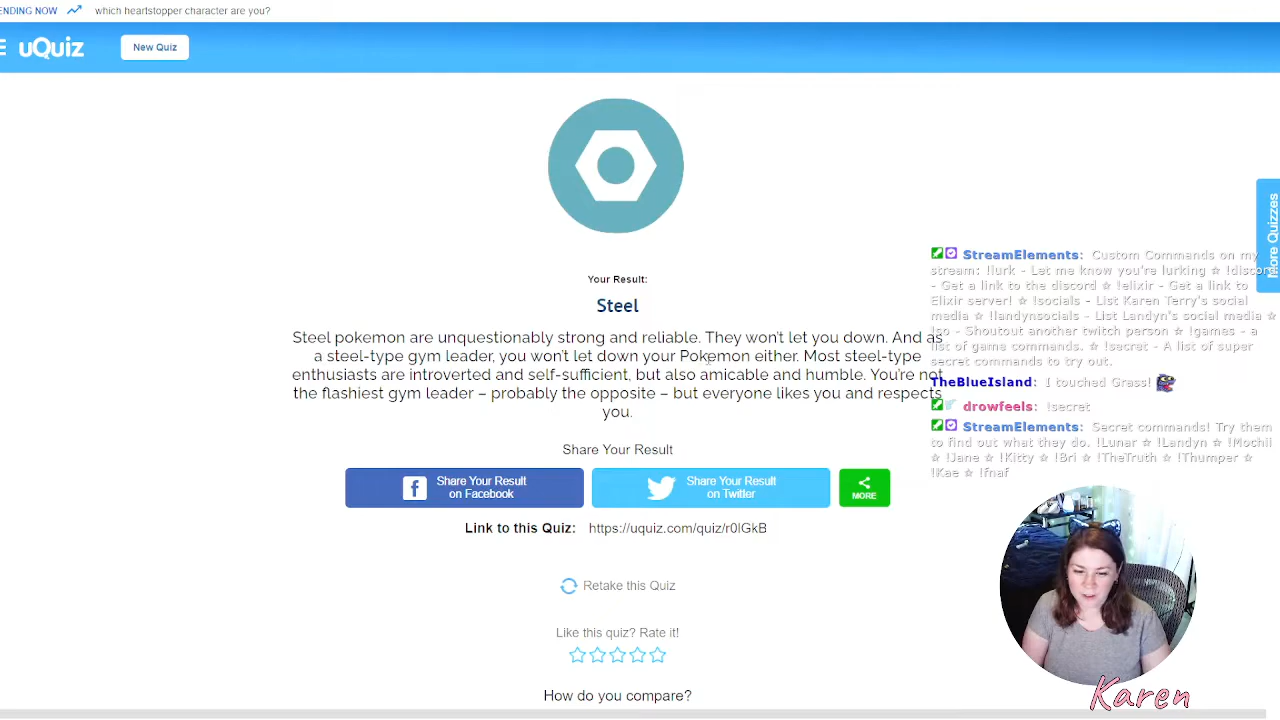 ENDING NOW which heartstopper character are you?
uQuiz New Quiz
Your Result:
Steel
Steel pokemon are unquestionably strong and reliable. They won't let you down. And as
a steel-type gym leader, you won't let down your Pokemon either. Most steel-type
enthusiasts are introverted and self-sufficient, but also amicable and humble. You're not
the flashiest gym leader – probably the opposite – but everyone likes you and respects
you.
Share Your Result
Share Your Result
on Facebook
Share Your Result
on Twitter
MORE
Link to this Quiz: https://uquiz.com/quiz/r0lGkB
Retake this Quiz
Like this quiz? Rate it!
How do you compare?
More Quizzes
StreamElements: Custom Commands on my
stream: !lurk - Let me know you're lurking ☆ !discord
- Get a link to the discord ☆ !elixir - Get a link to
Elixir server! ☆ !socials - List Karen Terry's social
media ☆ !landynsocials - List Landyn's social media ☆
!so - Shoutout another twitch person ☆ !games - a
list of game commands. ☆ !secret - A list of super
secret commands to try out.
TheBlueIsland: I touched Grass!
drowfeels: !secret
StreamElements: Secret commands! Try them
to find out what they do. !Lunar ☆ !Landyn ☆ !Mochii
☆ !Jane ☆ !Kitty ☆ !Bri ☆ !TheTruth ☆ !Thumper ☆
!Kae ☆ !fnaf
Karen